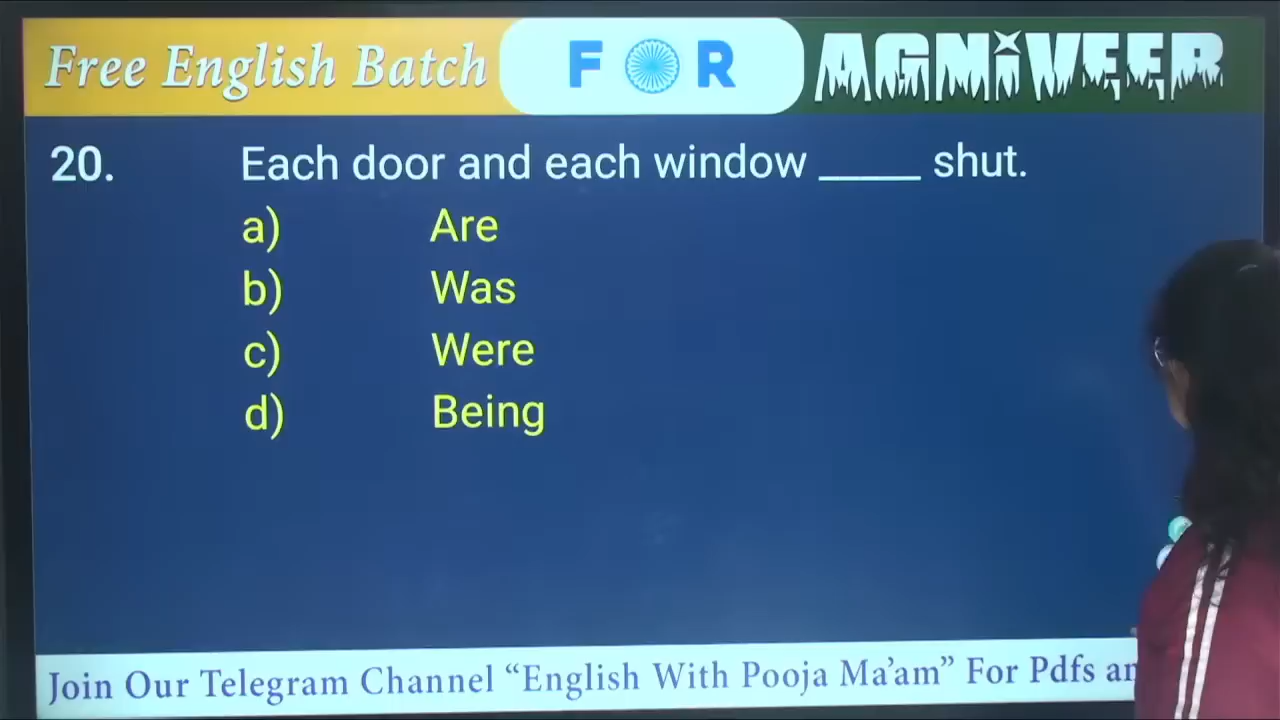 Free English Batch FOR AGNiVEER
20. Each door and each window _____ shut.
a) Are
b) Was
c) Were
d) Being
Join Our Telegram Channel “English With Pooja Ma’am” For Pdfs